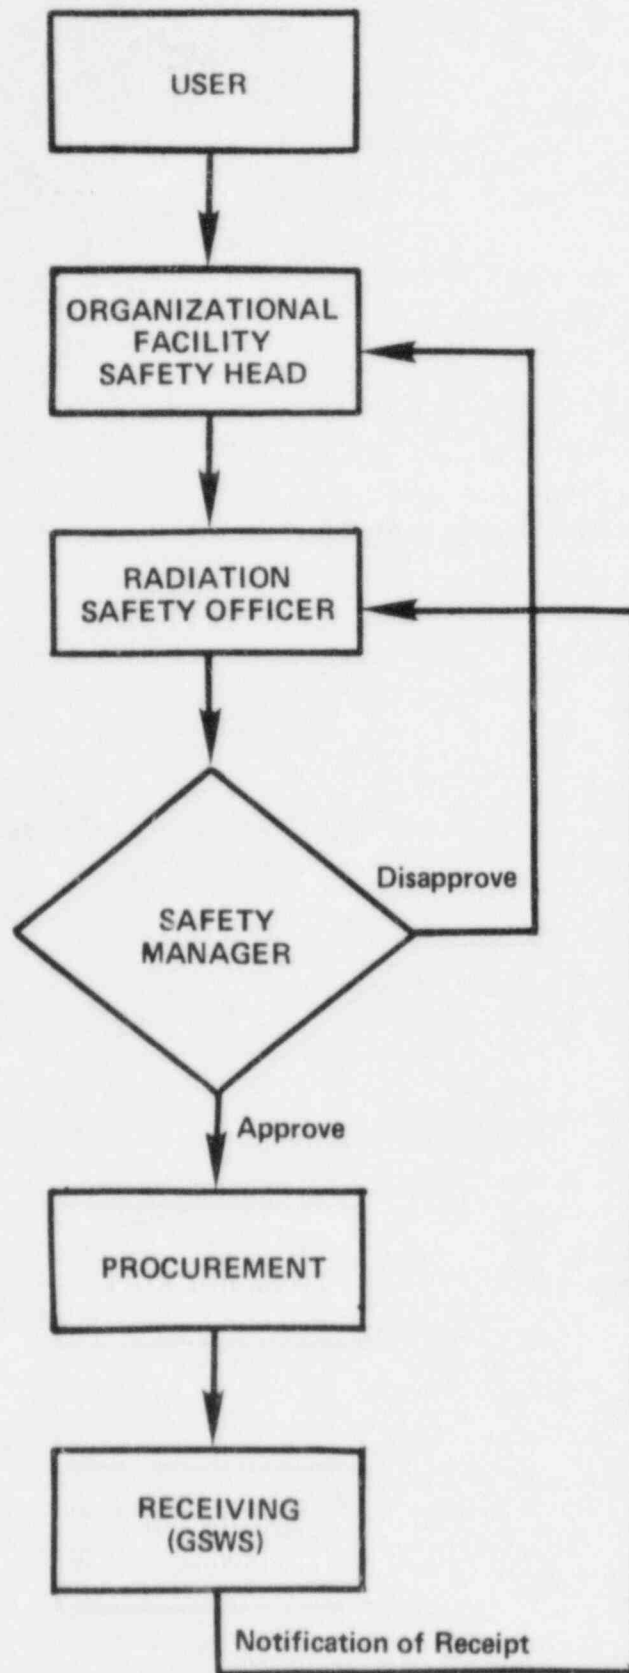 USER
ORGANIZATIONAL
FACILITY
SAFETY HEAD
RADIATION
SAFETY OFFICER
Disapprove
SAFETY
MANAGER
Approve
PROCUREMENT
RECEIVING
(GSWS)
Notification of Receipt